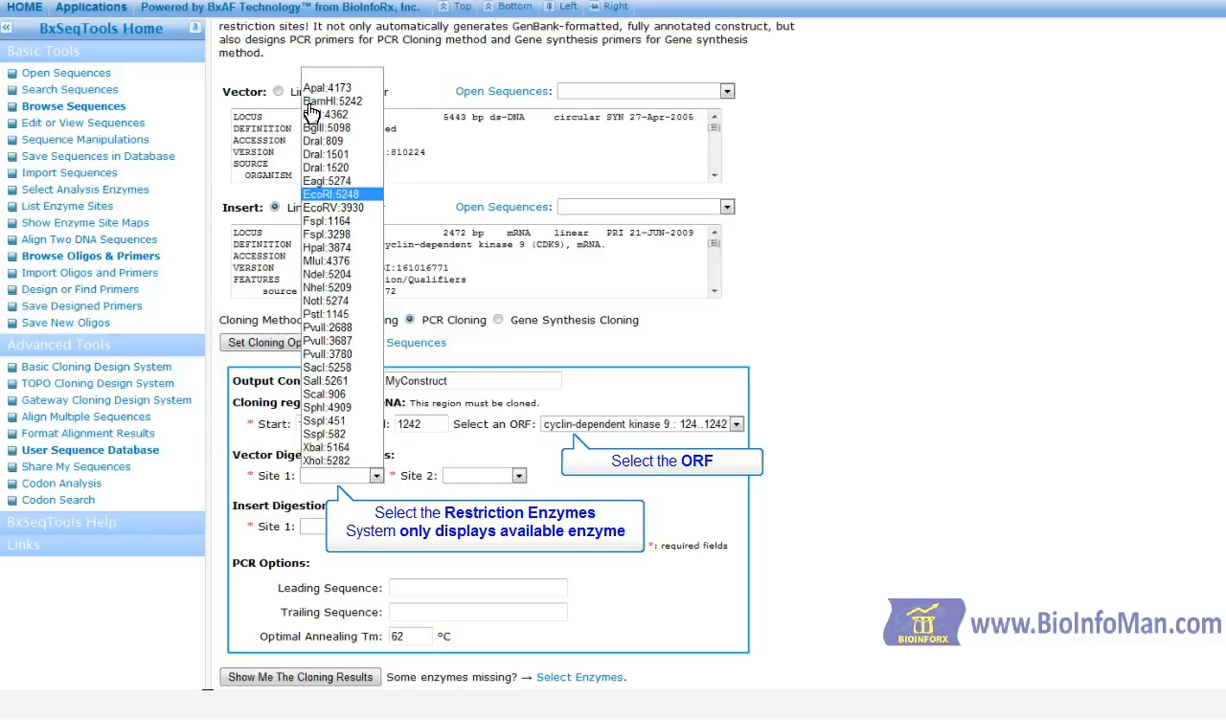 HOME Applications Powered by BxAF Technology™ from BioInfoRx, Inc. Top Bottom Left Right
BxSeqTools Home
Basic Tools
Open Sequences
Search Sequences
Browse Sequences
Edit or View Sequences
Sequence Manipulations
Save Sequences in Database
Import Sequences
Select Analysis Enzymes
List Enzyme Sites
Show Enzyme Site Maps
Align Two DNA Sequences
Browse Oligos & Primers
Import Oligos and Primers
Design or Find Primers
Save Designed Primers
Save New Oligos
Advanced Tools
Basic Cloning Design System
TOPO Cloning Design System
Gateway Cloning Design System
Align Multiple Sequences
Format Alignment Results
User Sequence Database
Share My Sequences
Codon Analysis
Codon Search
BxSeqTools Help
Links
restriction sites! It not only automatically generates GenBank-formatted, fully annotated construct, but
also designs PCR primers for PCR Cloning method and Gene synthesis primers for Gene synthesis
method.
Vector: Open Sequences:
LOCUS 5443 bp ds-DNA circular SYN 27-Apr-2005
DEFINITION
ACCESSION
VERSION :810224
SOURCE
ORGANISM
Insert: Open Sequences:
LOCUS 2472 bp mRNA linear PRI 21-JUN-2009
DEFINITION cyclin-dependent kinase 9 (CDK9), mRNA.
ACCESSION
VERSION SI:161016771
FEATURES
source
ApaI:4173
BamHI:5242
:4362
BglII:5098
DraI:809
DraI:1501
DraI:1520
EagI:5274
EcoRI:5248
EcoRV:3930
FspI:1164
FspI:3298
HpaI:3874
MluI:4376
NdeI:5204
NheI:5209
NotI:5274
PstI:1145
PvuII:2688
PvuII:3687
PvuII:3780
SacI:5258
SalI:5261
ScaI:906
SphI:4909
SspI:451
SspI:582
XbaI:5164
XhoI:5282
PCR Cloning Gene Synthesis Cloning
Sequences
MyConstruct
This region must be cloned.
* Start: 1242 Select an ORF: cyclin-dependent kinase 9 : 124..1242
Select the ORF
* Site 1: * Site 2:
Select the Restriction Enzymes
System only displays available enzyme
* Site 1:
*: required fields
PCR Options:
Leading Sequence:
Trailing Sequence:
Optimal Annealing Tm: 62 °C
Show Me The Cloning Results Some enzymes missing? → Select Enzymes.
BIOINFORX
www.BioInfoMan.com